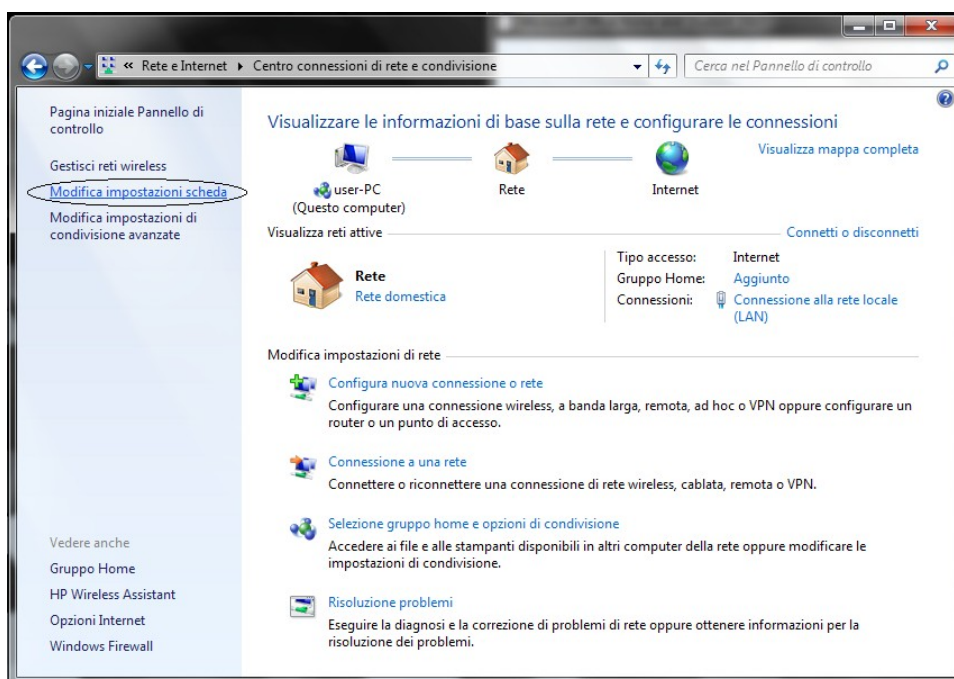 « Rete e Internet ▸ Centro connessioni di rete e condivisione
Cerca nel Pannello di controllo
Pagina iniziale Pannello di
controllo
Gestisci reti wireless
Modifica impostazioni scheda
Modifica impostazioni di
condivisione avanzate
Vedere anche
Gruppo Home
HP Wireless Assistant
Opzioni Internet
Windows Firewall
Visualizzare le informazioni di base sulla rete e configurare le connessioni
Visualizza mappa completa
user-PC
(Questo computer)
Rete
Internet
Visualizza reti attive
Connetti o disconnetti
Rete
Rete domestica
Tipo accesso: Internet
Gruppo Home: Aggiunto
Connessioni: Connessione alla rete locale
(LAN)
Modifica impostazioni di rete
Configura nuova connessione o rete
Configurare una connessione wireless, a banda larga, remota, ad hoc o VPN oppure configurare un
router o un punto di accesso.
Connessione a una rete
Connettere o riconnettere una connessione di rete wireless, cablata, remota o VPN.
Selezione gruppo home e opzioni di condivisione
Accedere ai file e alle stampanti disponibili in altri computer della rete oppure modificare le
impostazioni di condivisione.
Risoluzione problemi
Eseguire la diagnosi e la correzione di problemi di rete oppure ottenere informazioni per la
risoluzione dei problemi.